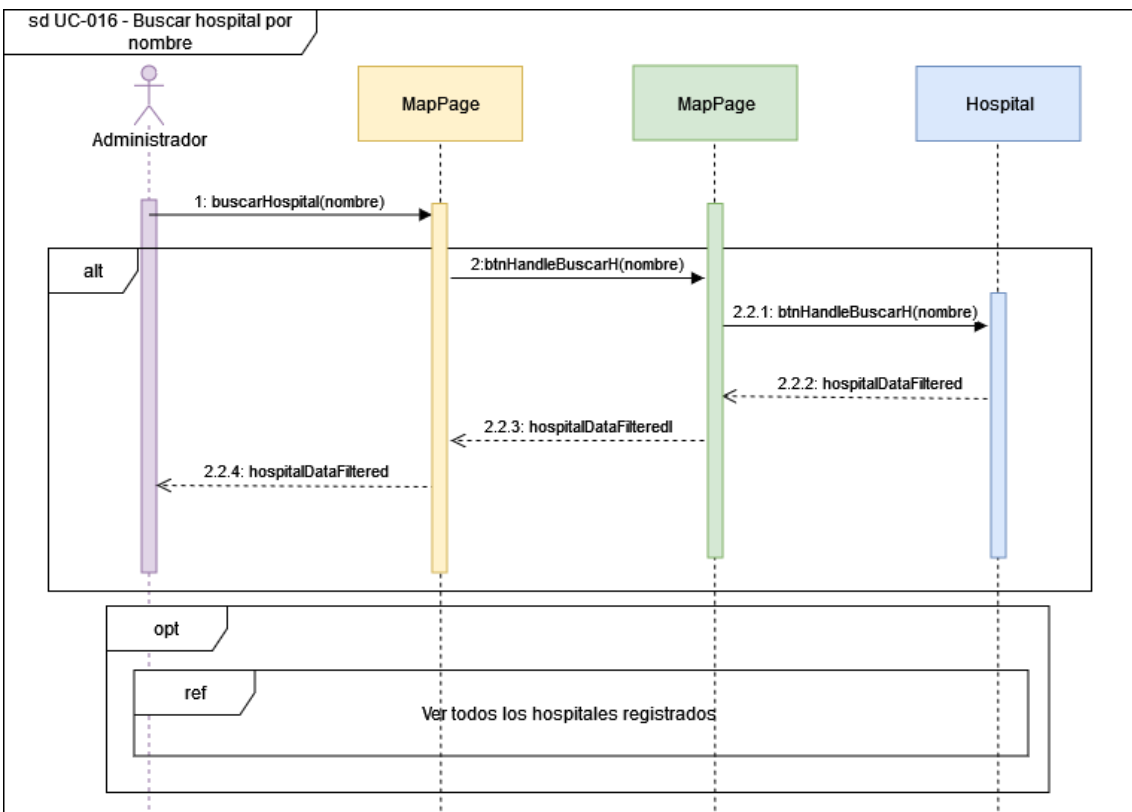 sd UC-016 - Buscar hospital por
nombre
Administrador
MapPage
MapPage
Hospital
1: buscarHospital(nombre)
alt
2:btnHandleBuscarH(nombre)
2.2.1: btnHandleBuscarH(nombre)
2.2.2: hospitalDataFiltered
2.2.3: hospitalDataFilteredl
2.2.4: hospitalDataFiltered
opt
ref
Ver todos los hospitales registrados